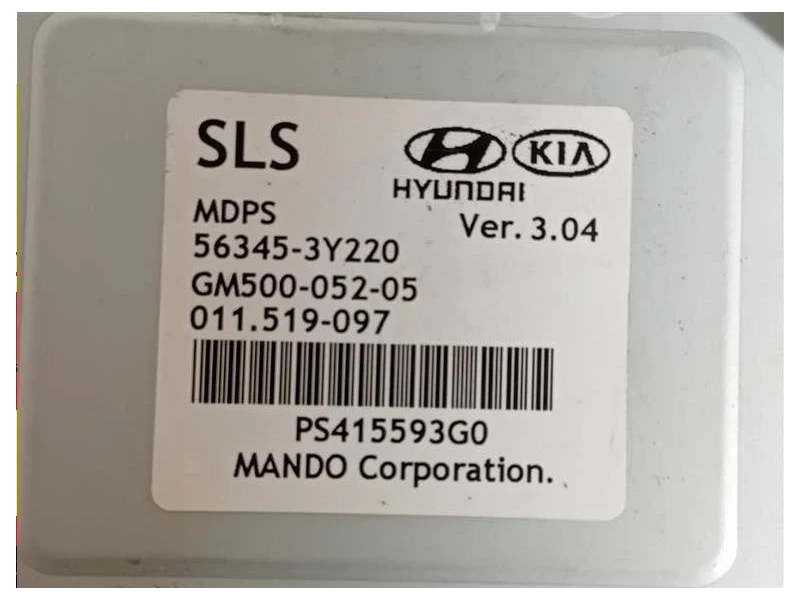 SLS
HYUNDAI
KIA
MDPS
Ver. 3.04
56345-3Y220
GM500-052-05
011.519-097
PS415593G0
MANDO Corporation.